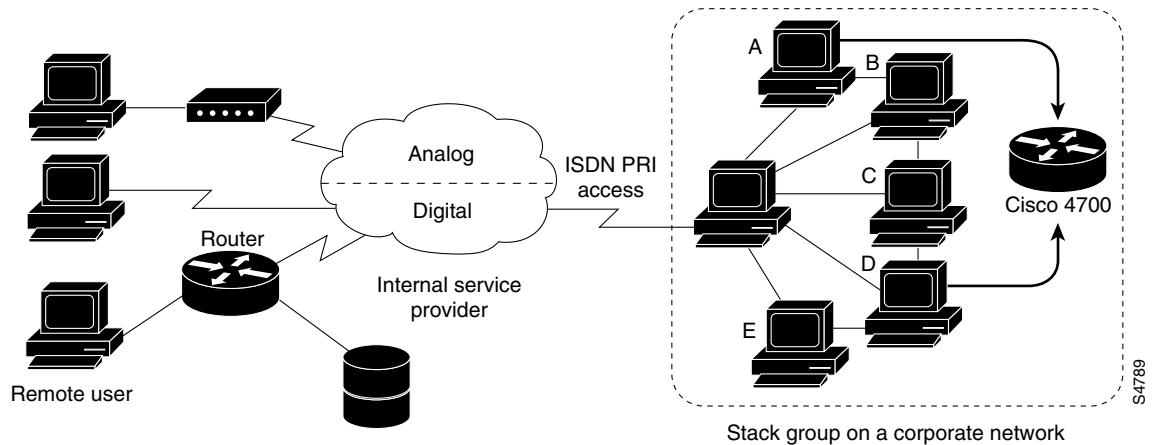 A
B
Analog
ISDN PRI
access
C
Digital
Cisco 4700
Router
D
Internal service
provider
E
Remote user
S4789
Stack group on a corporate network